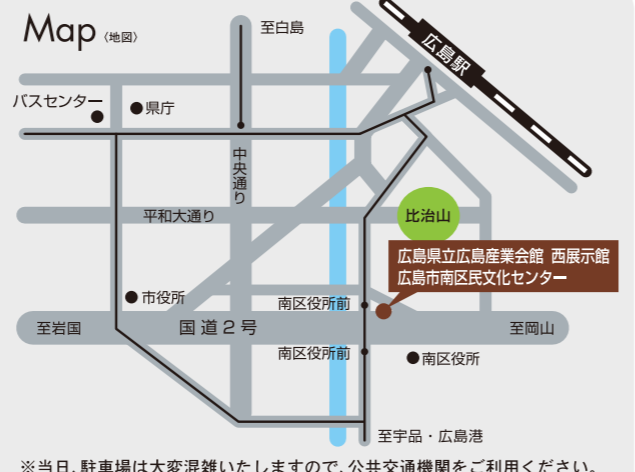 Map〈地図〉
至白島
広島駅
バスセンター
県庁
中央通り
平和大通り
比治山
広島県立広島産業会館 西展示館
広島市南区民文化センター
市役所
南区役所前
至岩国
国道2号
至岡山
南区役所前
南区役所
至宇品・広島港
※当日、駐車場は大変混雑いたしますので、公共交通機関をご利用ください。